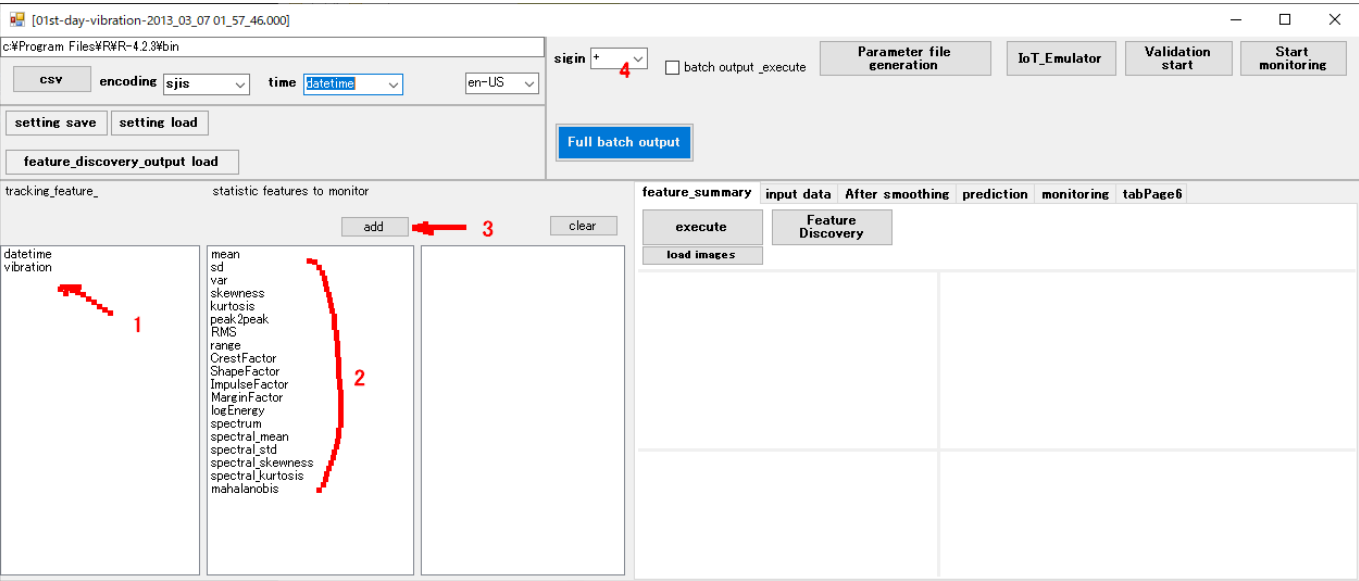 [01st-day-vibration-2013_03_07 01_57_46.000]
c:¥Program Files¥R¥R-4.2.3¥bin
csv
encoding
sjis
time
datetime
en-US
sigin
+
4
batch output _execute
Parameter file
generation
IoT_Emulator
Validation
start
Start
monitoring
setting save
setting load
Full batch output
feature_discovery_output load
tracking_feature_
statistic features to monitor
add
3
clear
feature_summary
input data
After smoothing
prediction
monitoring
tabPage6
execute
Feature
Discovery
load images
datetime
vibration
1
mean
sd
var
skewness
kurtosis
peak2peak
RMS
range
CrestFactor
ShapeFactor
ImpulseFactor
MarginFactor
logEnergy
spectrum
spectral_mean
spectral_std
spectral_skewness
spectral_kurtosis
mahalanobis
2